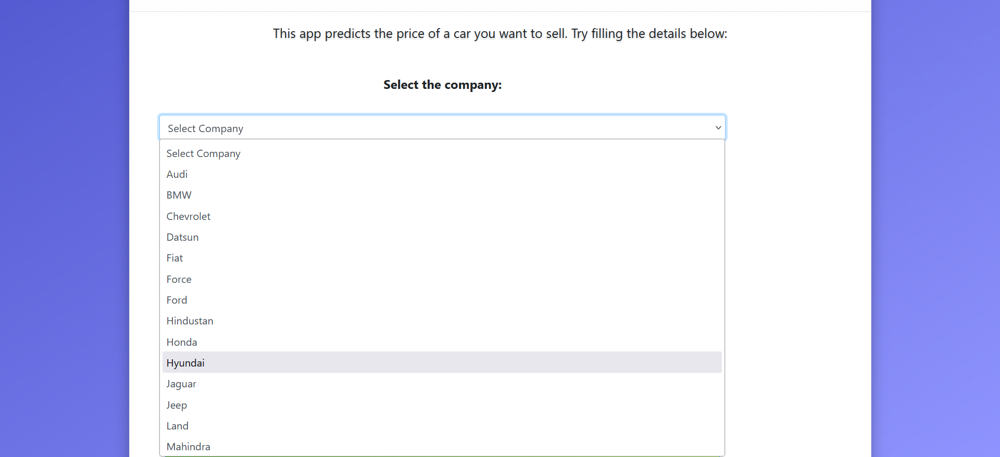 This app predicts the price of a car you want to sell. Try filling the details below:
Select the company:
Select Company
Select Company
Audi
BMW
Chevrolet
Datsun
Fiat
Force
Ford
Hindustan
Honda
Hyundai
Jaguar
Jeep
Land
Mahindra